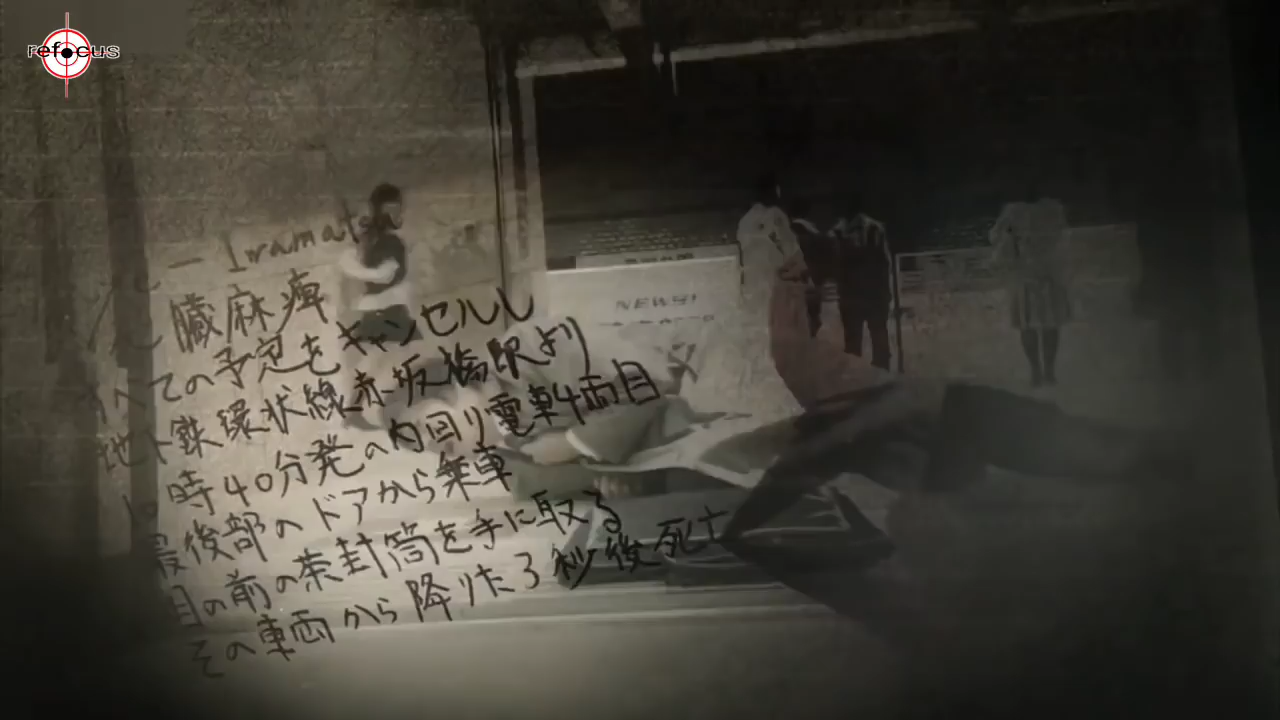 refocus
臓麻痺
すべての予定をキャンセルし
地下鉄環状線赤坂橋駅より
時40分発の内回り電車4両目
最後部のドアから乗車
目の前の茶封筒を手に取る
その車両から降りた3秒後死亡
NEWS!